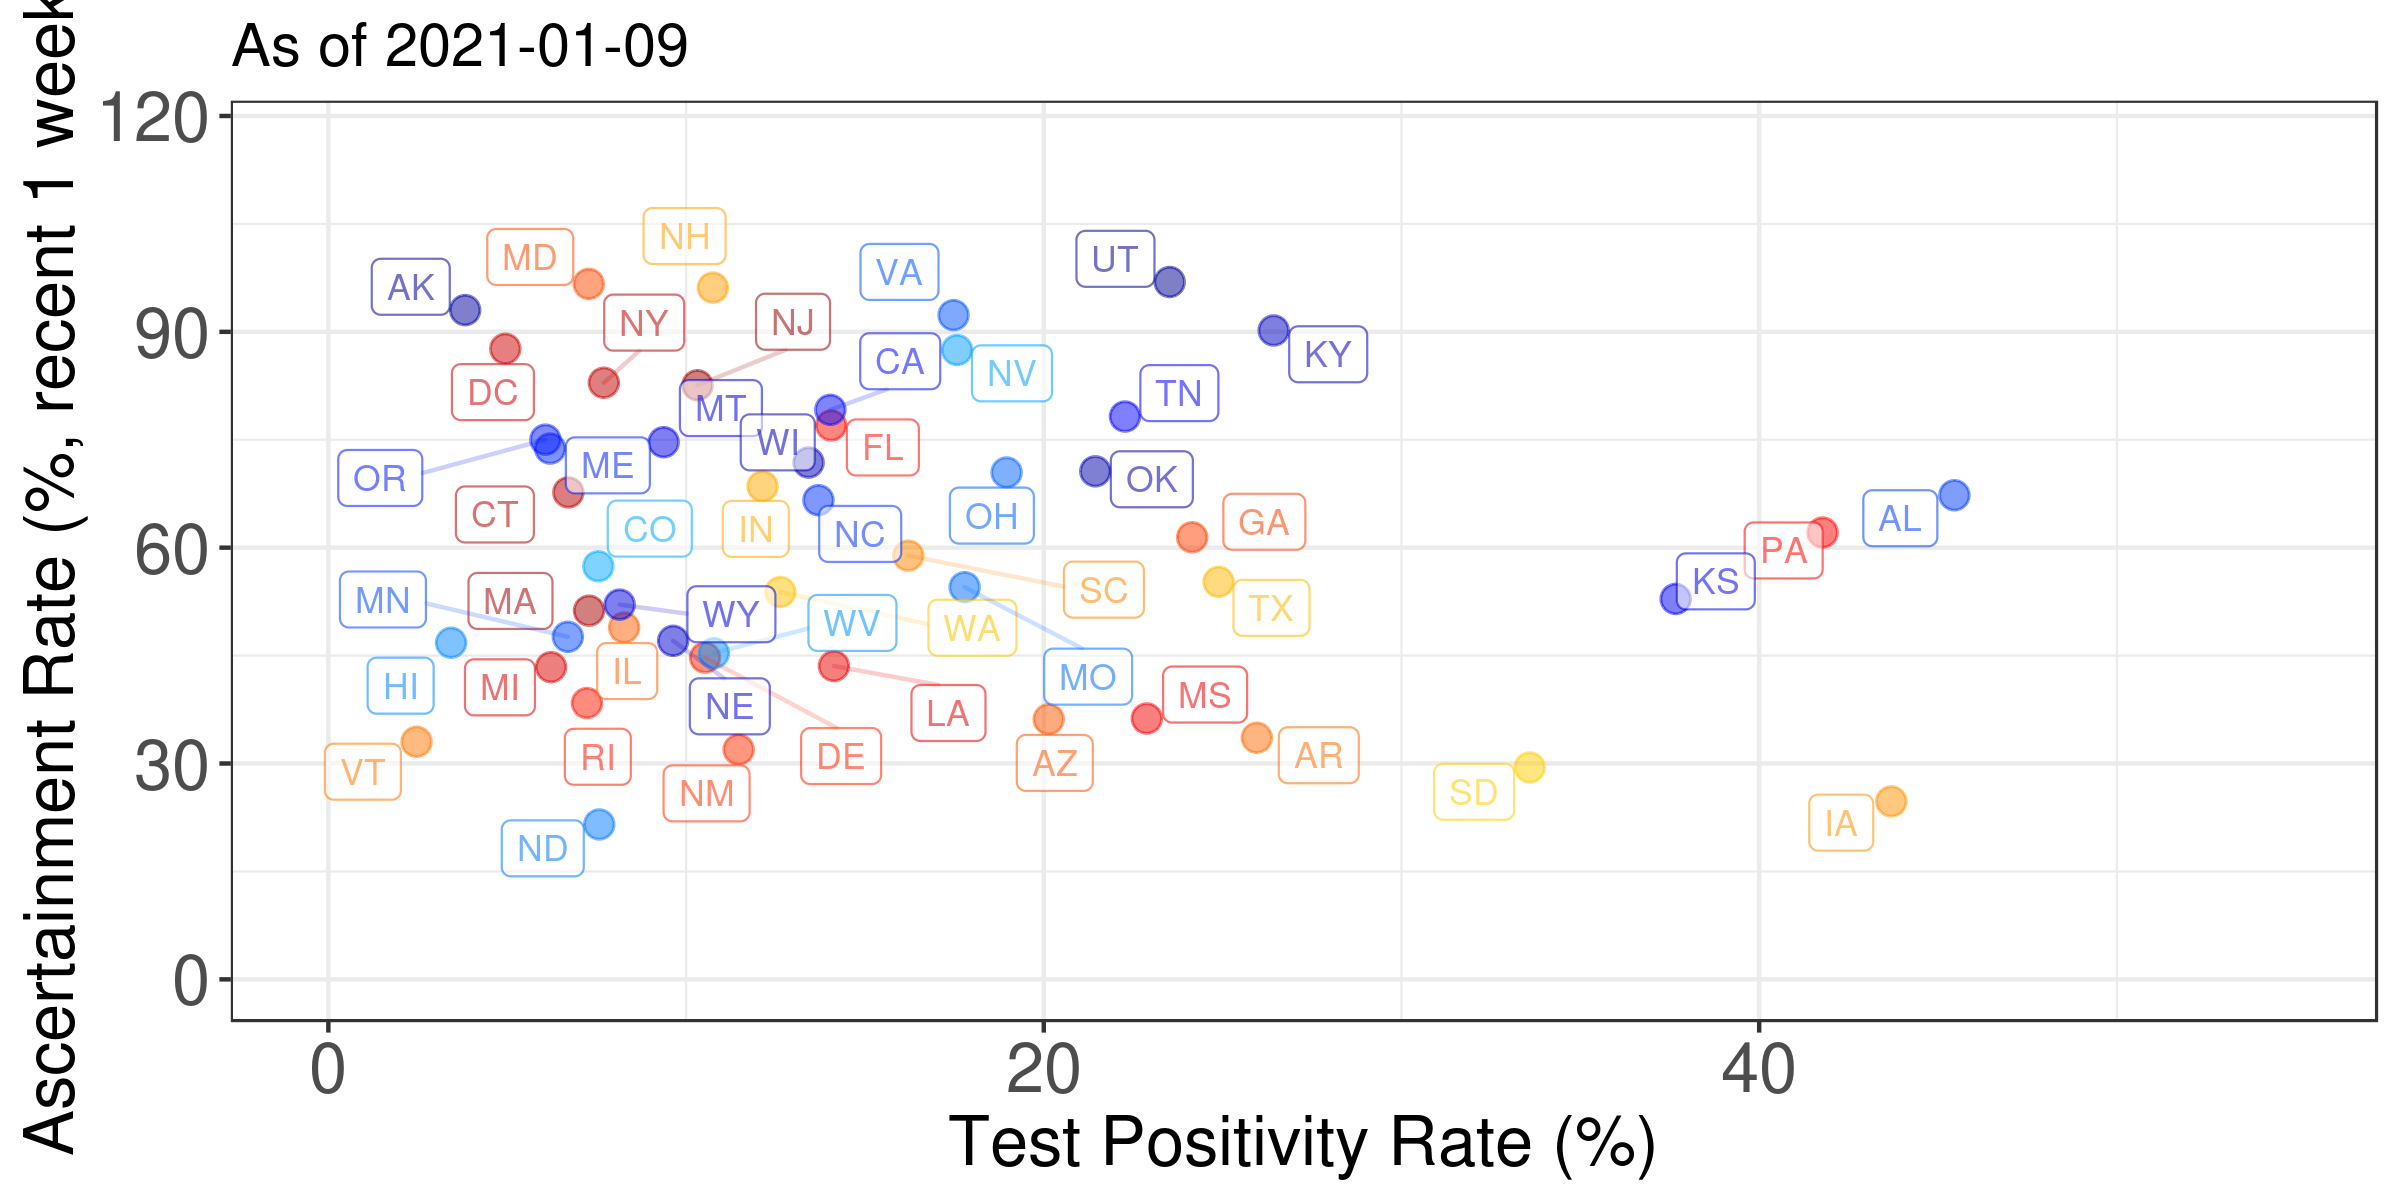 As of 2021-01-09
Ascertainment Rate (%, recent 1 week
120
90
60
30
0
NH
MD
UT
VA
AK
NY
NJ
KY
CA
NV
DC
TN
MT
WI
FL
ME
OR
OK
CT
IN
CO
NC
OH
GA
AL
PA
KS
SC
MN
MA
WY
WV
WA
TX
HI
MI
IL
NE
LA
MO
MS
VT
RI
NM
DE
AZ
AR
SD
IA
ND
0
20
40
Test Positivity Rate (%)